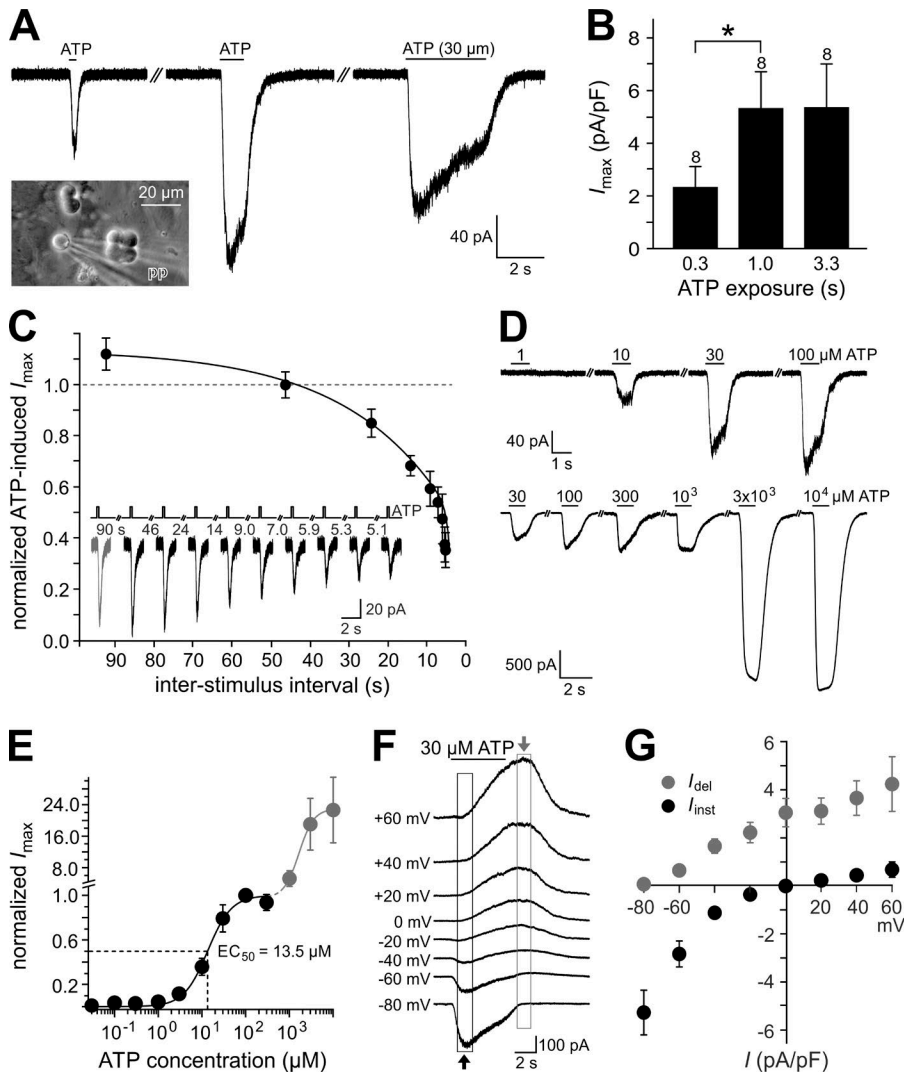 A
ATP
ATP
ATP (30 µm)
20 µm
pp
40 pA
2 s
B
Imax (pA/pF)
8
6
4
2
0
*
8
8
8
0.3 1.0 3.3
ATP exposure (s)
C
normalized ATP-induced Imax
1.0
0.8
0.6
0.4
0.2
0.0
ATP
90 s 46 24 14 9.0 7.0 5.9 5.3 5.1
20 pA
2 s
90 80 70 60 50 40 30 20 10 0
inter-stimulus interval (s)
D
1 10 30 100 µM ATP
40 pA
1 s
30 100 300 10³ 3x10³ 10⁴ µM ATP
500 pA
2 s
E
normalized Imax
24.0
16.0
8.0
1.0
0.8
0.6
0.4
0.2
EC50 = 13.5 µM
10⁻¹ 10⁰ 10¹ 10² 10³
ATP concentration (µM)
F
30 µM ATP
+60 mV
+40 mV
+20 mV
0 mV
-20 mV
-40 mV
-60 mV
-80 mV
100 pA
2 s
G
Idel
Iinst
6
4
2
-80 -60 -40 -20 20 40 60
mV
-2
-4
-6
I (pA/pF)